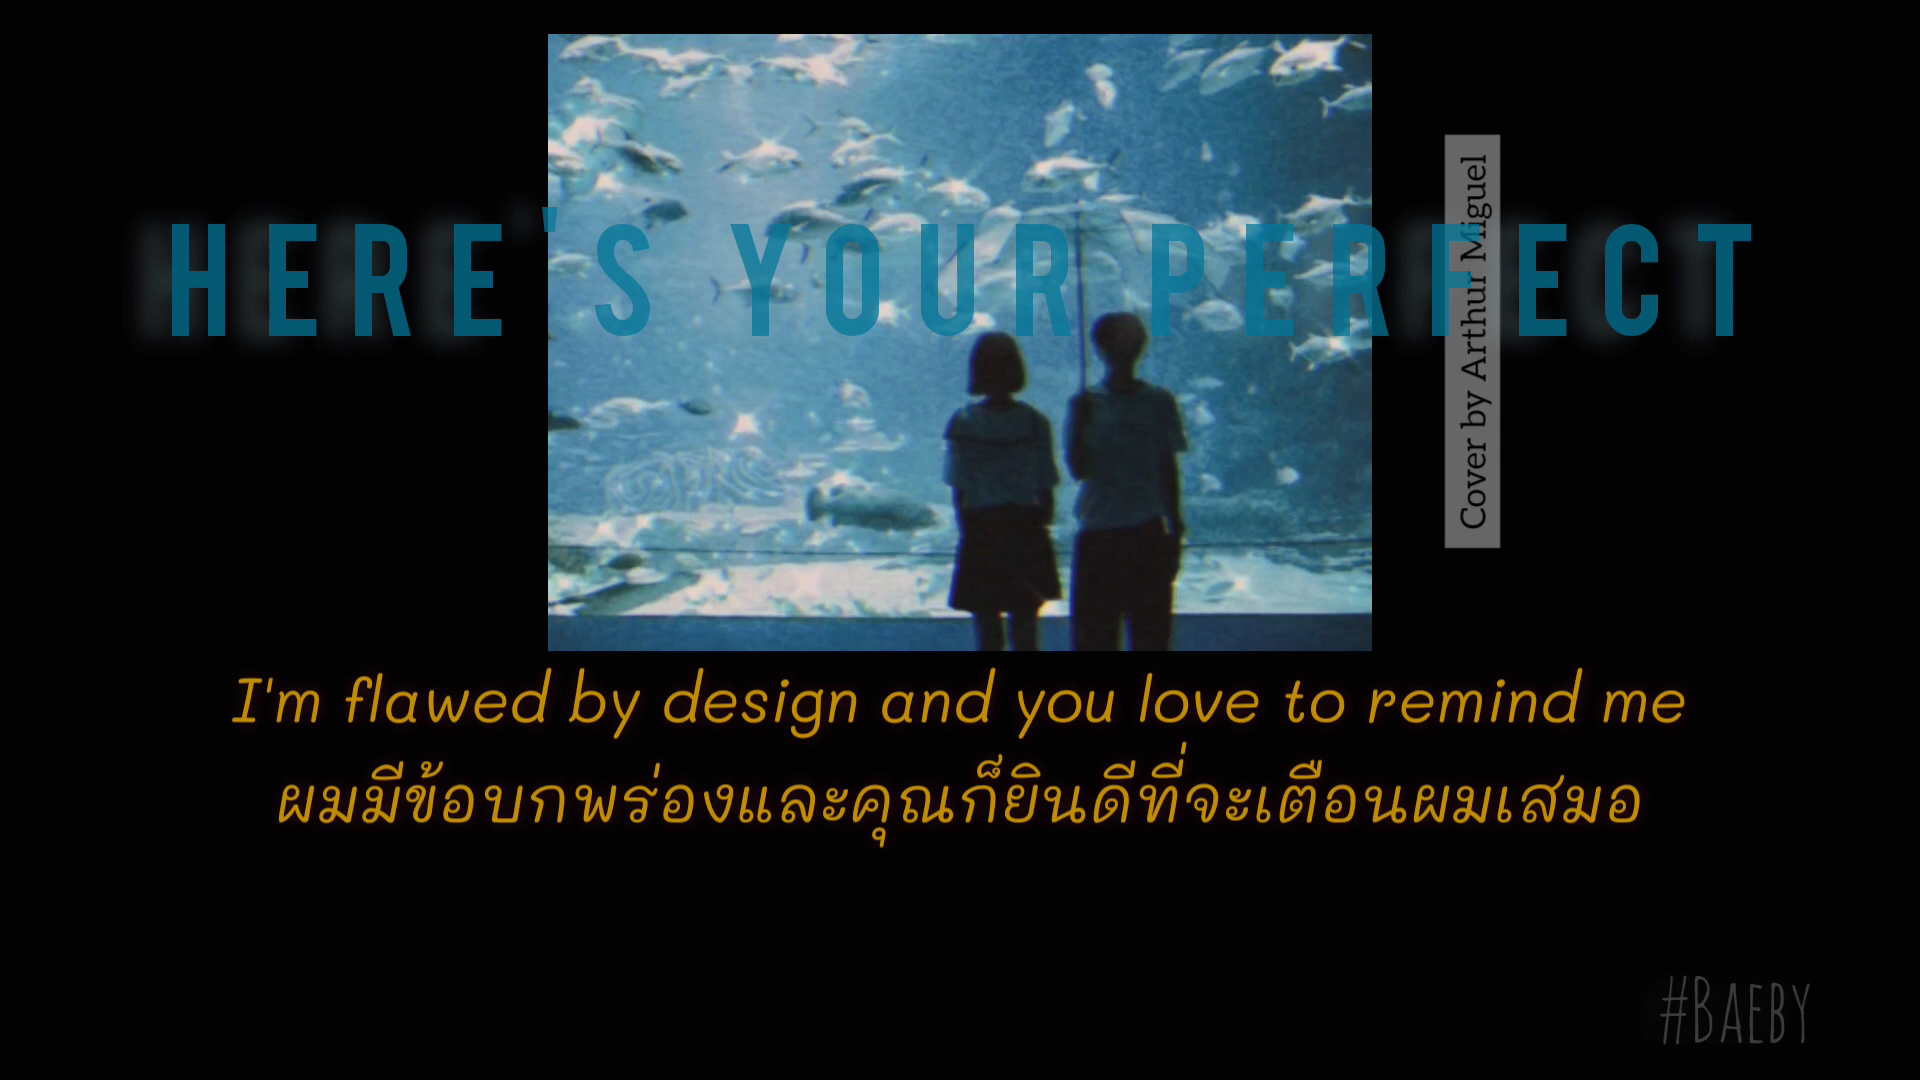 HERE'S YOUR PERFECT
Cover by Arthur Miguel
I'm flawed by design and you love to remind me
ผมมีข้อบกพร่องและคุณก็ยินดีที่จะเตือนผมเสมอ
#BAEBY